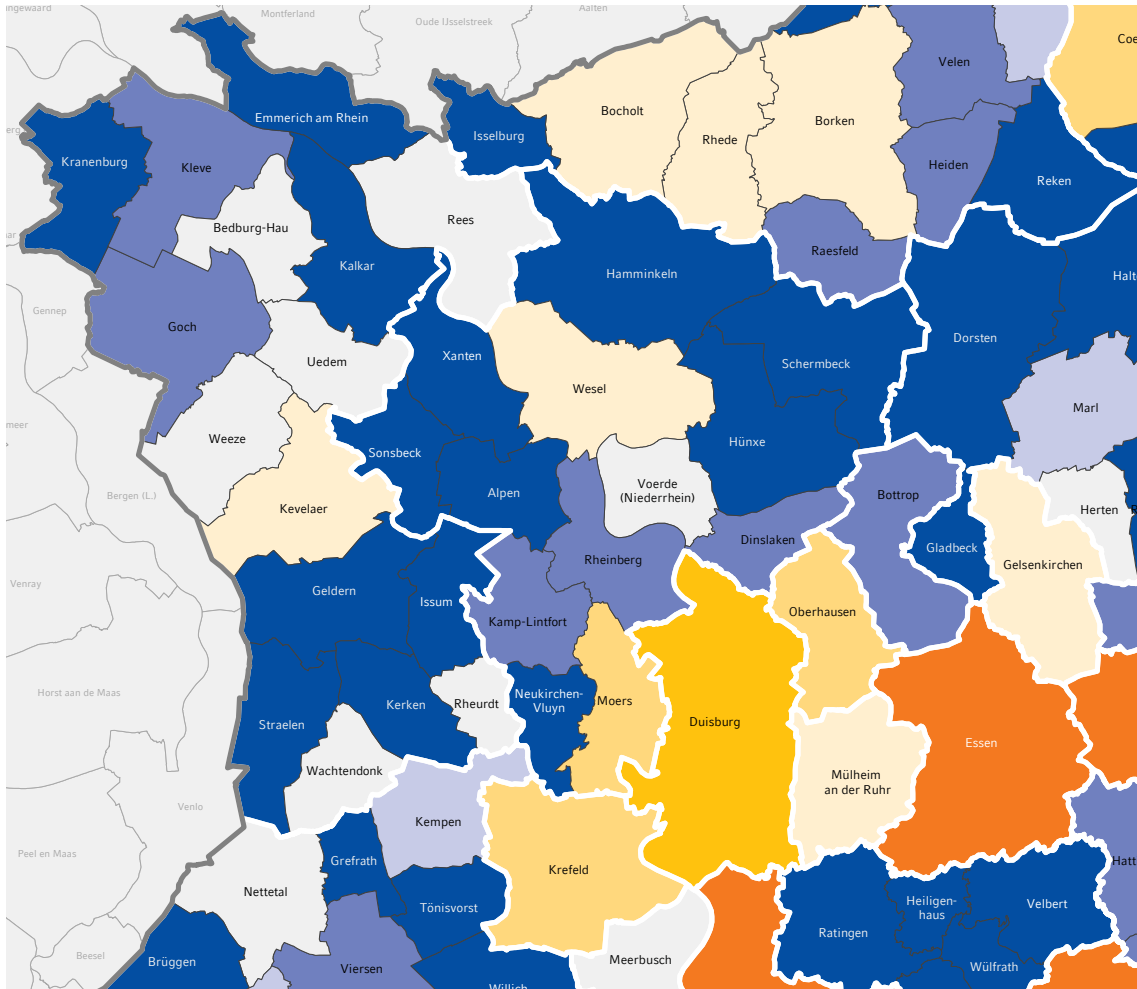 Montferland
Aalten
Oude IJsselstreek
Coe
Velen
Bocholt
Emmerich am Rhein
Borken
Isselburg
Rhede
Kranenburg
Kleve
Heiden
Reken
Rees
Bedburg-Hau
Raesfeld
Kalkar
Hamminkeln
Halt
Gennep
Goch
Dorsten
Xanten
Uedem
Schermbeck
Wesel
Marl
meer
Weeze
Hünxe
Sonsbeck
Voerde
(Niederrhein)
Alpen
Bergen (L.)
Bottrop
Kevelaer
Herten
Dinslaken
Gladbeck
Rheinberg
Gelsenkirchen
Venray
Geldern
Issum
Oberhausen
Kamp-Lintfort
Horst aan de Maas
Neukirchen-
Vluyn
Moers
Kerken
Rheurdt
Straelen
Duisburg
Essen
Wachtendonk
Mülheim
an der Ruhr
Venlo
Kempen
Peel en Maas
Grefrath
Hatt
Krefeld
Nettetal
Heiligen-
haus
Velbert
Tönisvorst
Ratingen
Beesel
Brüggen
Meerbusch
Viersen
Wülfrath
Willich